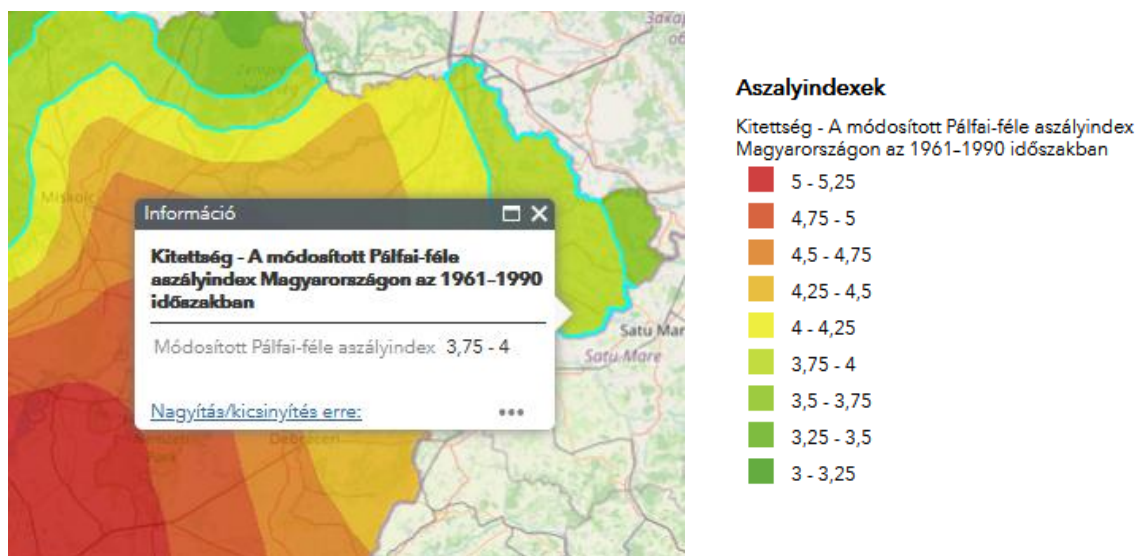 Miskolc
Információ
Kitettség - A módosított Pálfai-féle
aszályindex Magyarországon az 1961–1990
időszakban
Módosított Pálfai-féle aszályindex 3,75 - 4
Nagyítás/kicsinyítés erre:
Debrecen
Satu Mar
Satu Mare
Aszalyindexek
Kitettség - A módosított Pálfai-féle aszályindex
Magyarországon az 1961–1990 időszakban
5 - 5,25
4,75 - 5
4,5 - 4,75
4,25 - 4,5
4 - 4,25
3,75 - 4
3,5 - 3,75
3,25 - 3,5
3 - 3,25